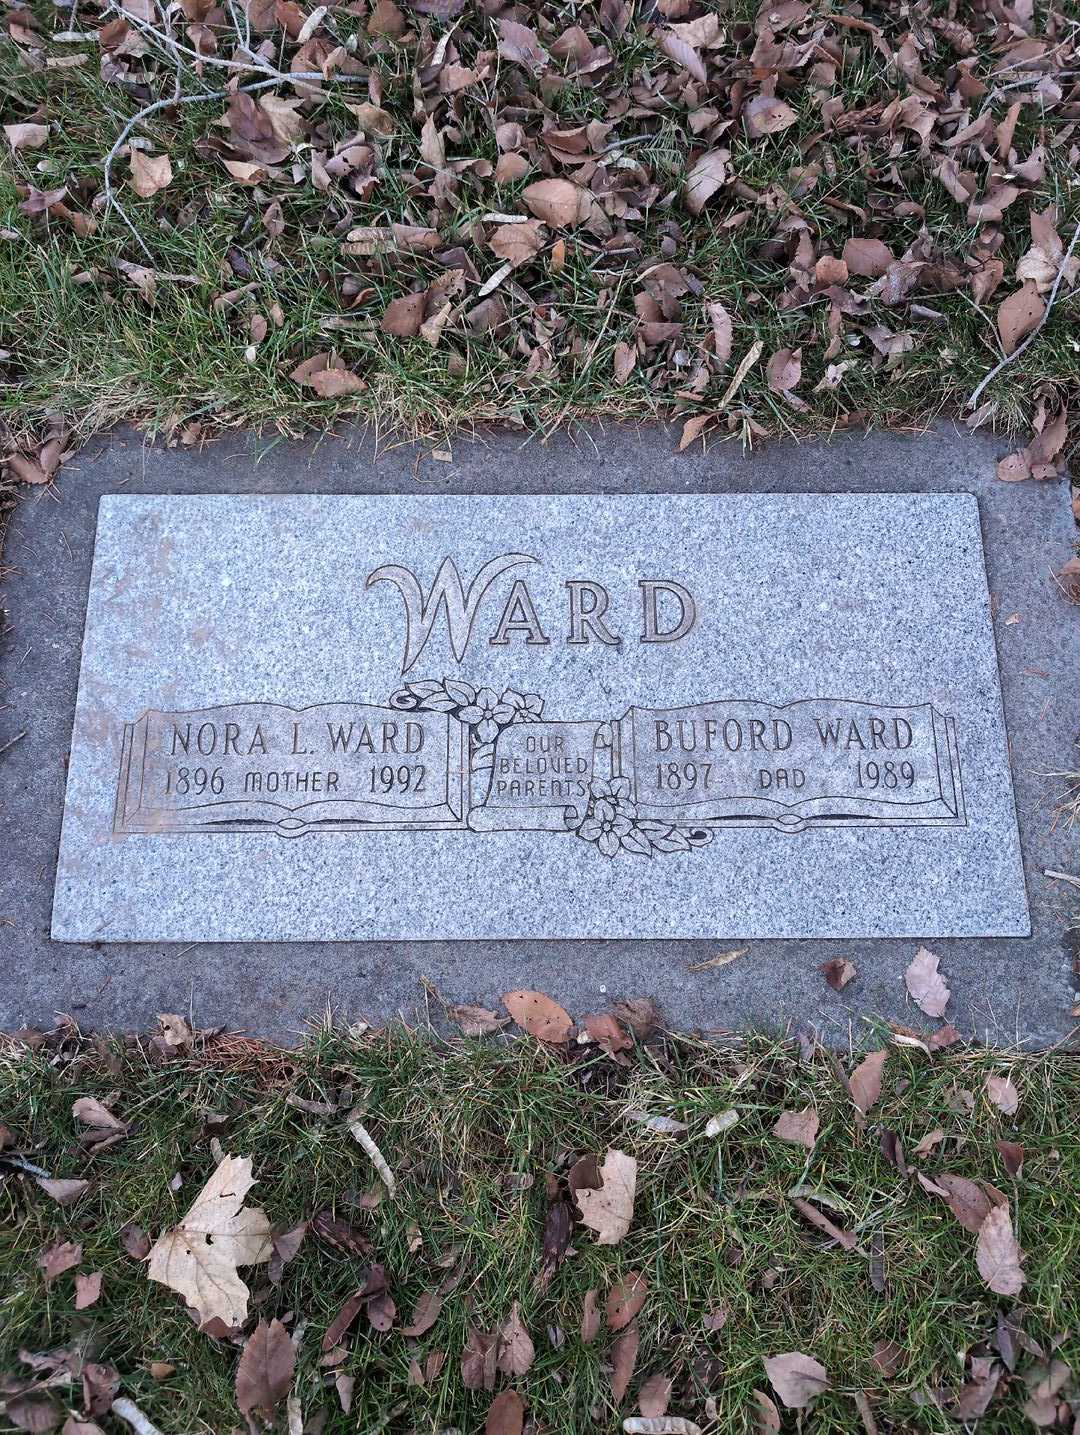 WARD
NORA L. WARD
1896 MOTHER 1992
OUR
BELOVED
PARENTS
BUFORD WARD
1897 DAD 1989